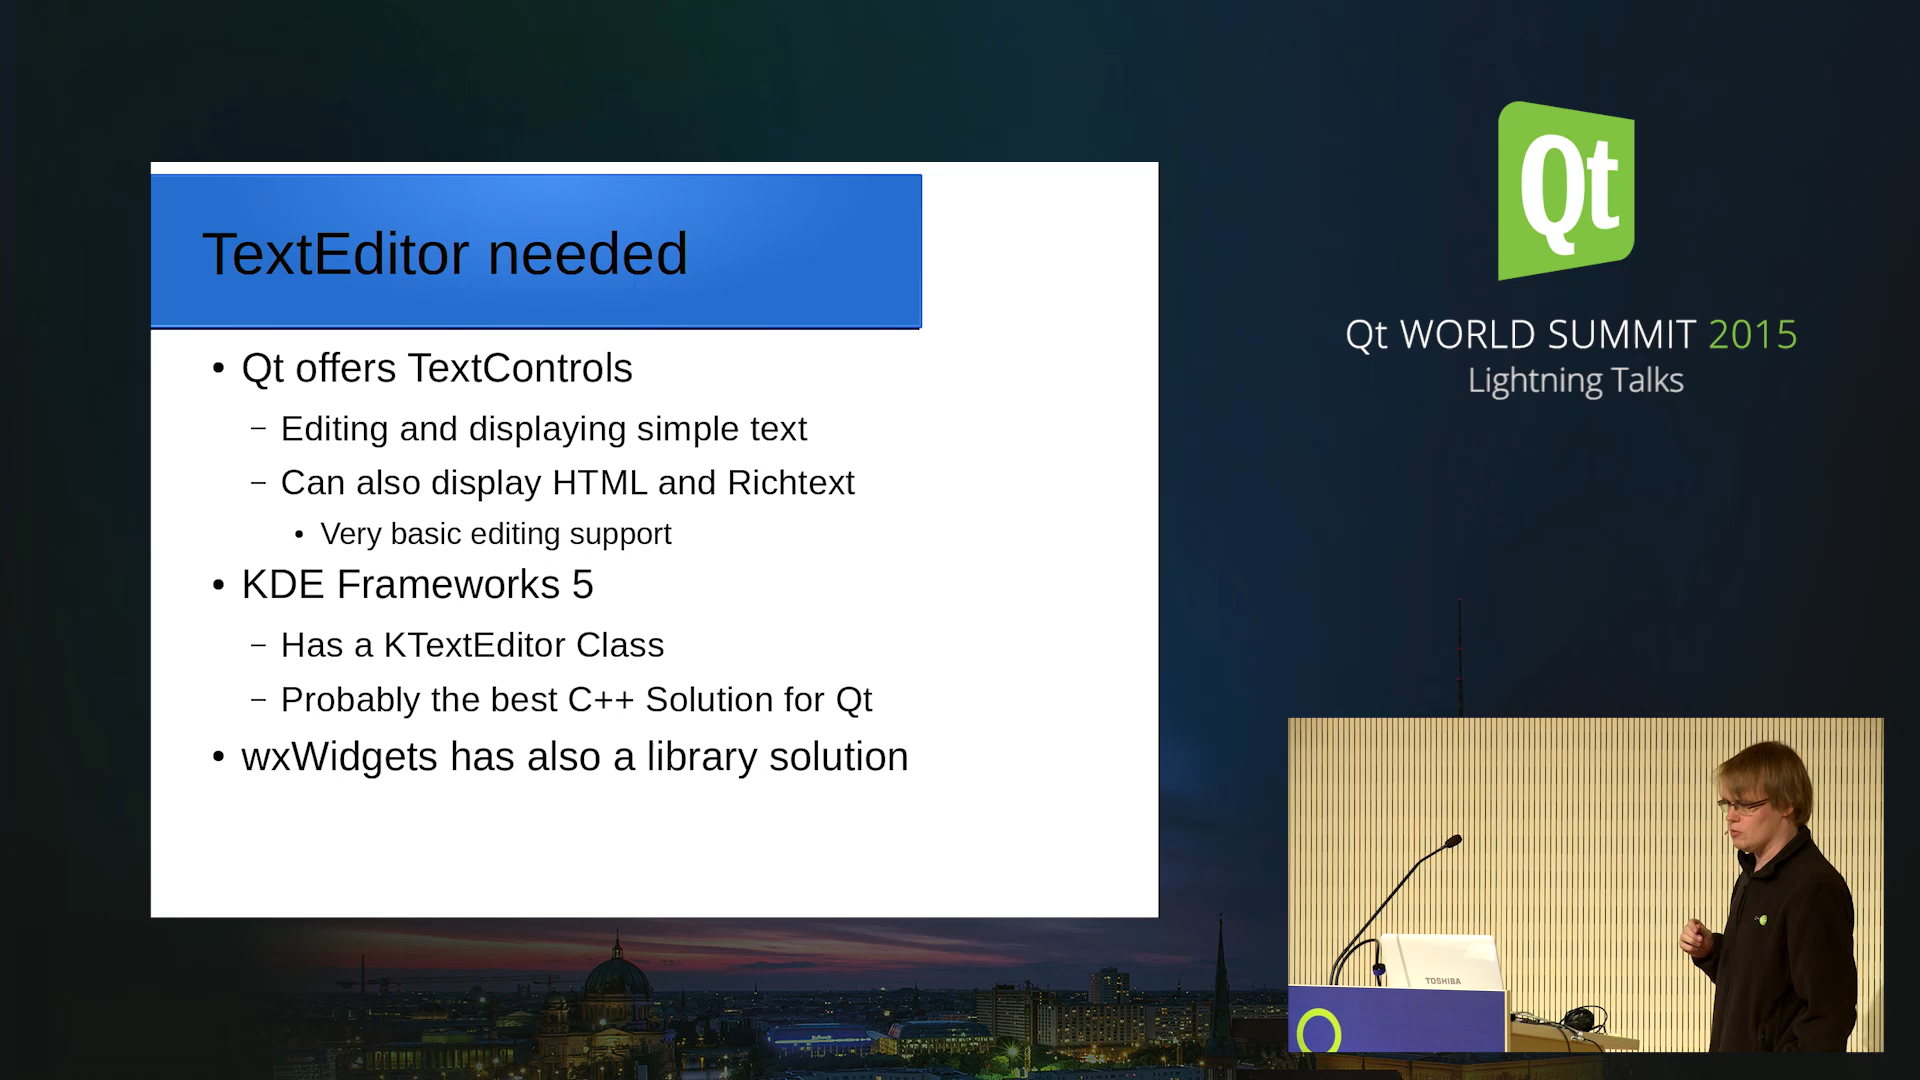 TextEditor needed
• Qt offers TextControls
– Editing and displaying simple text
– Can also display HTML and Richtext
• Very basic editing support
• KDE Frameworks 5
– Has a KTextEditor Class
– Probably the best C++ Solution for Qt
• wxWidgets has also a library solution
Qt
Qt WORLD SUMMIT 2015
Lightning Talks
TOSHIBA